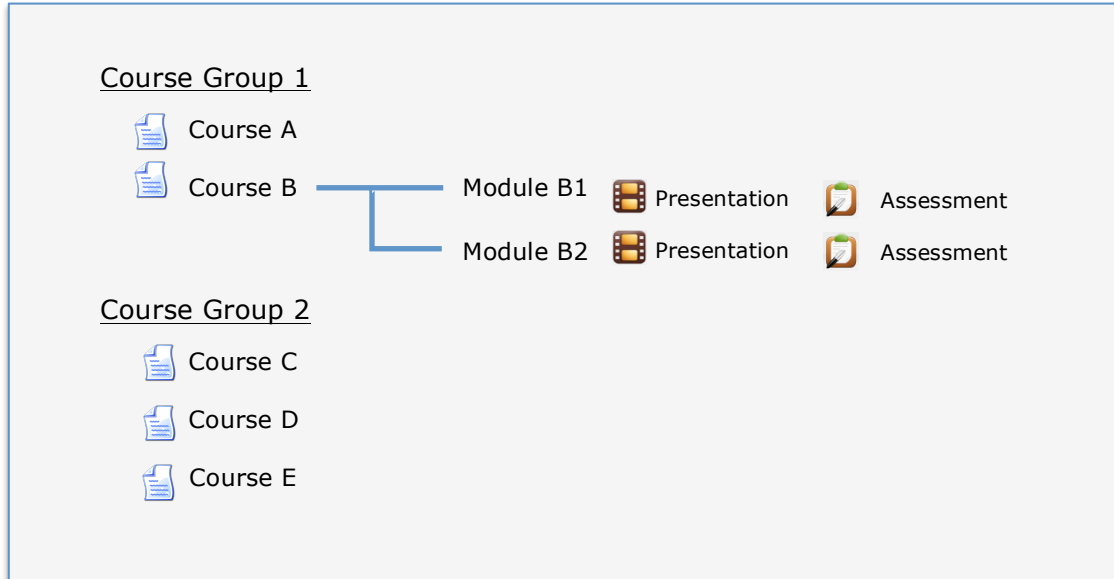 Course Group 1
Course A
Course B
Module B1 Presentation Assessment
Module B2 Presentation Assessment
Course Group 2
Course C
Course D
Course E